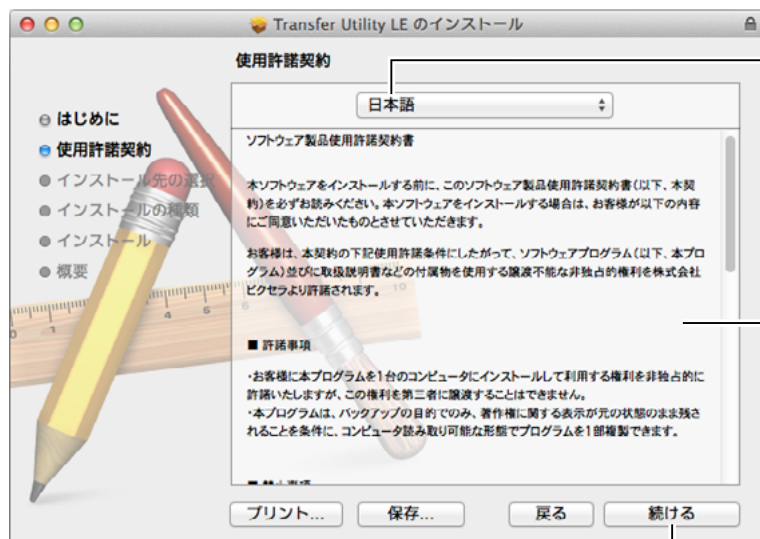 Transfer Utility LE のインストール
使用許諾契約
はじめに
使用許諾契約
インストール先の選択
インストールの種類
インストール
概要
日本語
ソフトウェア製品使用許諾契約書
本ソフトウェアをインストールする前に、このソフトウェア製品使用許諾契約書(以下、本契
約)を必ずお読みください。本ソフトウェアをインストールする場合は、お客様が以下の内容
にご同意いただいたものとさせていただきます。
お客様は、本契約の下記使用許諾条件にしたがって、ソフトウェアプログラム(以下、本プロ
グラム)並びに取扱説明書などの付属物を使用する譲渡不能な非独占的権利を株式会社
ピクセラより許諾されます。
■ 許諾事項
・お客様に本プログラムを1台のコンピュータにインストールして利用する権利を非独占的に
許諾いたしますが、この権利を第三者に譲渡することはできません。
・本プログラムは、バックアップの目的でのみ、著作権に関する表示が元の状態のまま残さ
れることを条件に、コンピュータ読み取り可能な形態でプログラムを1部複製できます。
プリント...
保存...
戻る
続ける